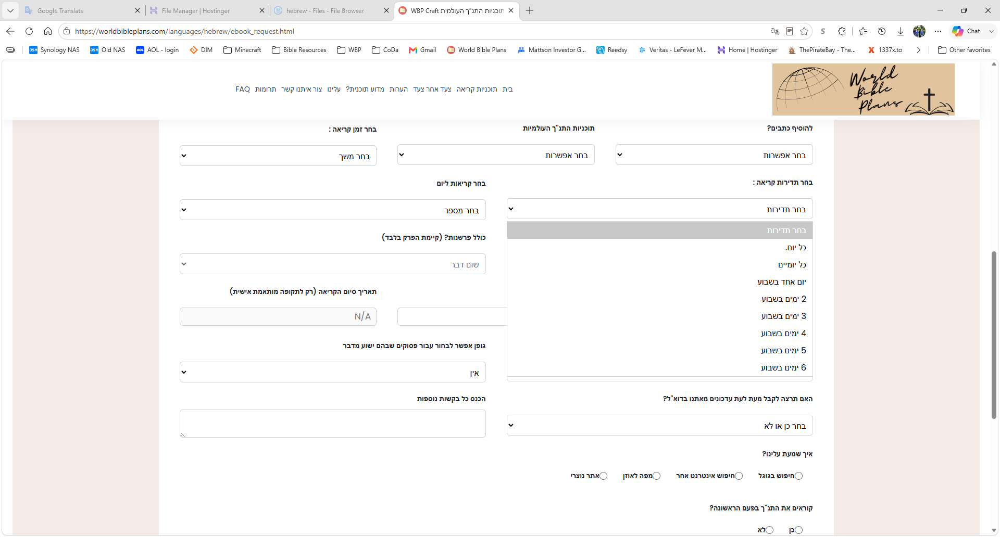 Google Translate
File Manager | Hostinger
hebrew - Files - File Browser
WBP Craft תוכניות התנ"ך העולמית
https://worldbibleplans.com/languages/hebrew/ebook_request.html
Chat
Synology NAS
Old NAS
AOL - login
DIM
Minecraft
Bible Resources
WBP
CoDa
Gmail
World Bible Plans
Mattson Investor G...
Reedsy
Veritas - LeFever M...
Home | Hostinger
ThePirateBay - The...
1337x.to
Other favorites
World
Bible
Plans
בית תוכניות קריאה צעד אחר צעד הערות מדוע תוכנית? עלינו צור איתנו קשר תרומות FAQ
להוסיף כתבים?
תוכניות התנ"ך העולמיות
בחר זמן קריאה :
בחר אפשרות
בחר אפשרות
בחר משך
בחר תדירות קריאה :
בחר קריאות ליום
בחר תדירות
בחר מספר
בחר תדירות
כל יום.
כל יומיים
יום אחד בשבוע
2 ימים בשבוע
3 ימים בשבוע
4 ימים בשבוע
5 ימים בשבוע
6 ימים בשבוע
כולל פרשנות? (קיימת הפרק בלבד)
שום דבר
תאריך סיום הקריאה (רק לתקופה מותאמת אישית)
N/A
גופן אפשר לבחור עבור פסוקים שבהם ישוע מדבר
אין
האם תרצה לקבל מעת לעת עדכונים מאתנו בדוא"ל?
הכנס כל בקשות נוספות
בחר כן או לא
איך שמעת עלינו?
חיפוש בגוגל
חיפוש אינטרנט אחר
מפה לאוזן
אתר נוצרי
קוראים את התנ"ך בפעם הראשונה?
כן
לא